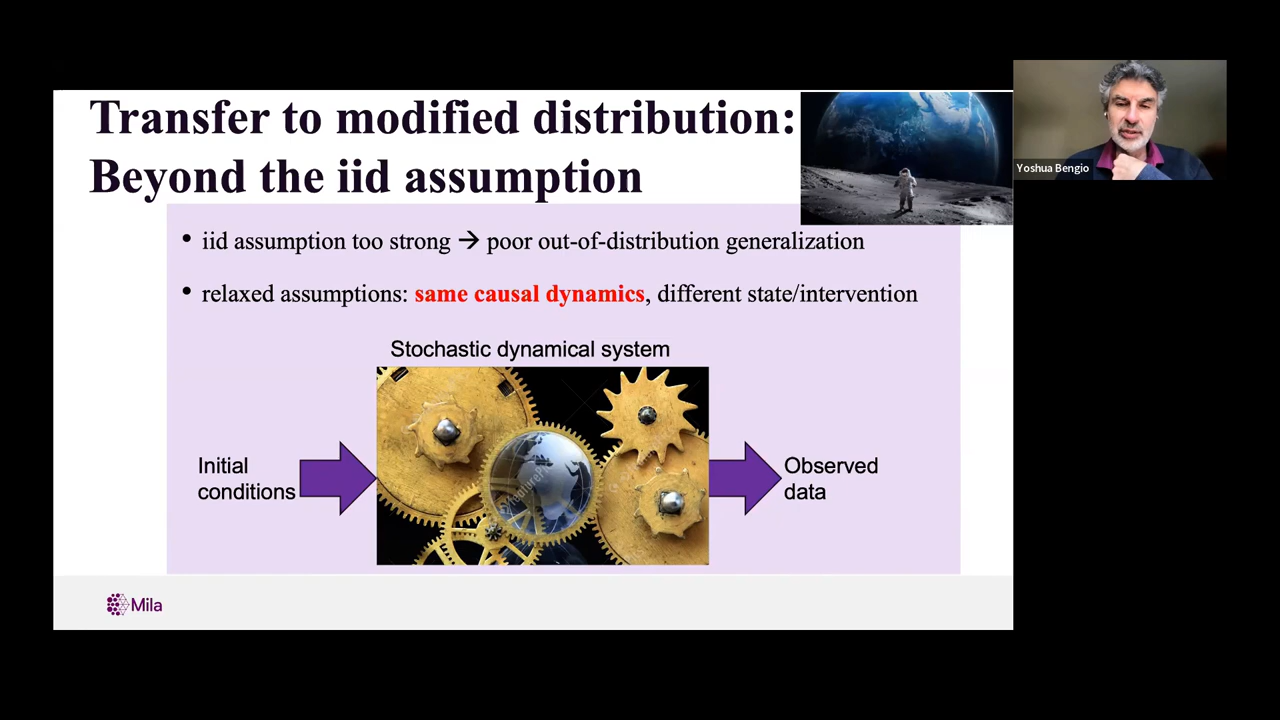 Transfer to modified distribution:
Beyond the iid assumption
Yoshua Bengio
• iid assumption too strong → poor out-of-distribution generalization
• relaxed assumptions: same causal dynamics, different state/intervention
Stochastic dynamical system
Initial
conditions
Observed
data
Mila